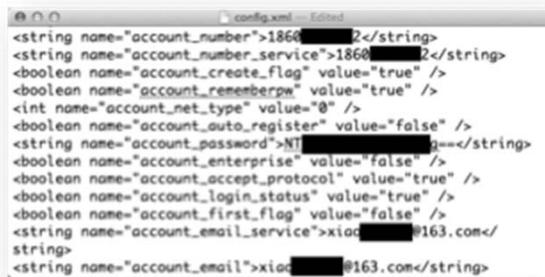 config.xml — Edited
<string name="account_number">1860 2</string>
<string name="account_number_service">1860 2</string>
<boolean name="account_create_flag" value="true" />
<boolean name="account_rememberpw" value="true" />
<int name="account_net_type" value="0" />
<boolean name="account_auto_register" value="false" />
<string name="account_password">NT g==</string>
<boolean name="account_enterprise" value="false" />
<boolean name="account_accept_protocol" value="true" />
<boolean name="account_login_status" value="true" />
<boolean name="account_first_flag" value="false" />
<string name="account_email_service">xiao @163.com</
string>
<string name="account_email">xiao @163.com</string>